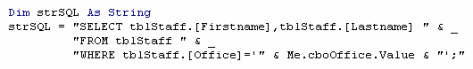 Dim strSQL As String
strSQL = "SELECT tblStaff.[Firstname],tblStaff.[Lastname] " & _
"FROM tblStaff " & _
"WHERE tblStaff.[Office]='" & Me.cboOffice.Value & "';"